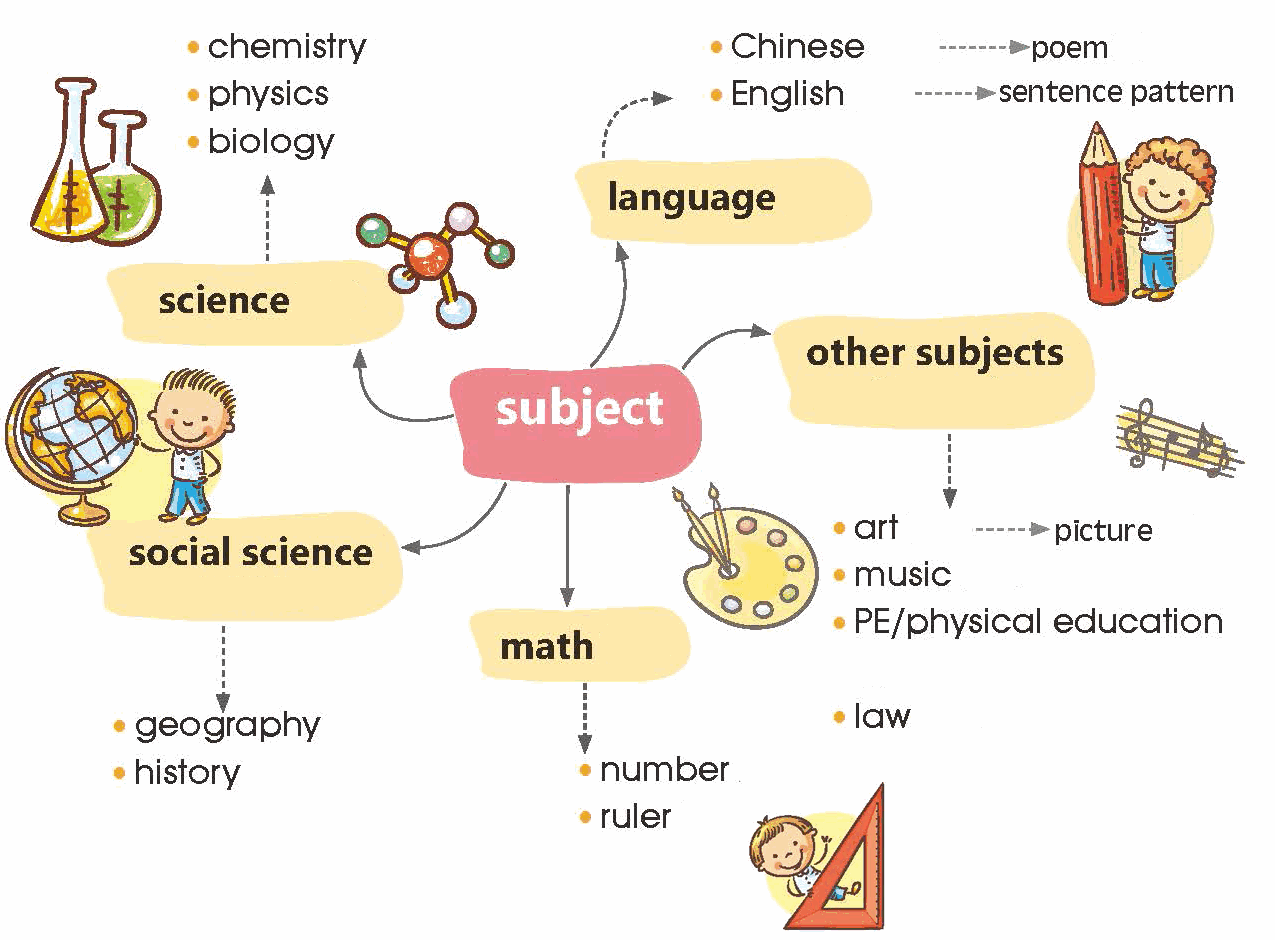 chemistry
physics
biology
science
Chinese
poem
English
sentence pattern
language
subject
other subjects
art
picture
music
PE/physical education
law
social science
geography
history
math
number
ruler